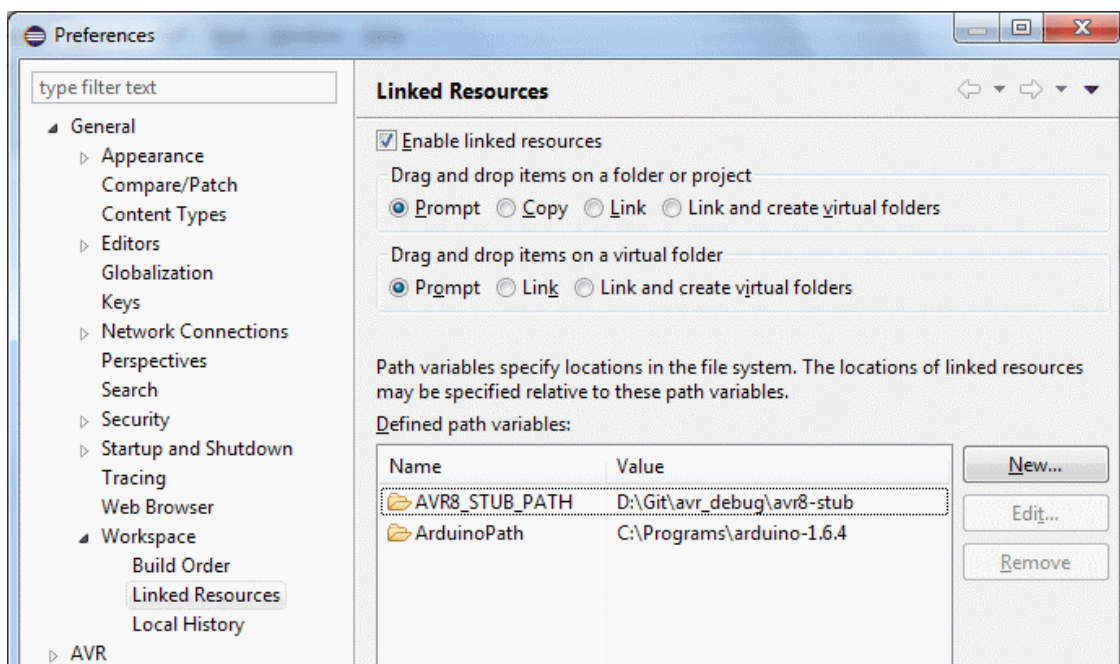 Preferences
type filter text
General
Appearance
Compare/Patch
Content Types
Editors
Globalization
Keys
Network Connections
Perspectives
Search
Security
Startup and Shutdown
Tracing
Web Browser
Workspace
Build Order
Linked Resources
Local History
AVR
Linked Resources
Enable linked resources
Drag and drop items on a folder or project
Prompt Copy Link Link and create virtual folders
Drag and drop items on a virtual folder
Prompt Link Link and create virtual folders
Path variables specify locations in the file system. The locations of linked resources
may be specified relative to these path variables.
Defined path variables:
Name Value
AVR8_STUB_PATH D:\Git\avr_debug\avr8-stub
ArduinoPath C:\Programs\arduino-1.6.4
New...
Edit...
Remove